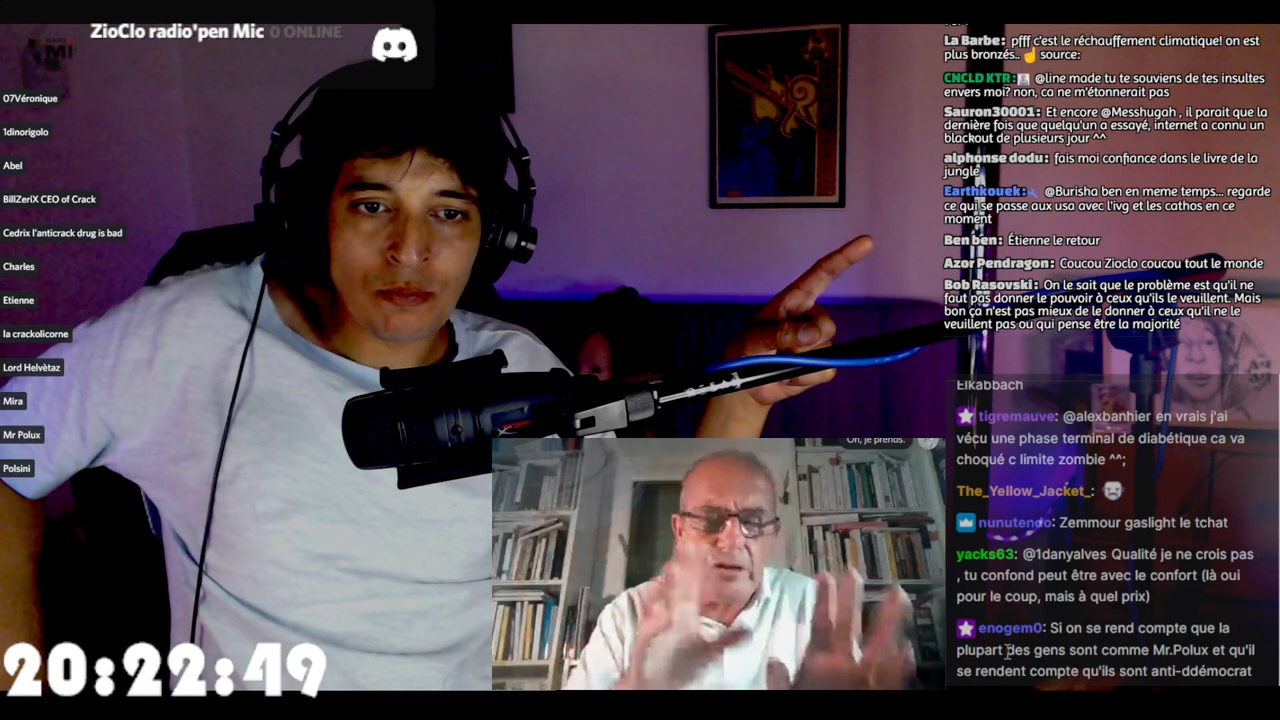 ZioClo radio'pen Mic 0 ONLINE
07Véronique
1dinorigolo
Abel
BillZeriX CEO of Crack
Cedrix l'anticrack drug is bad
Charles
Etienne
la crackolicorne
Lord Helvètaz
Mira
Mr Polux
Polsini
20:22:49
Oh, je prends.
La Barbe: pfff c'est le réchauffement climatique! on est
plus bronzés.. ☝ source:
CNCLD KTR: @line made tu te souviens de tes insultes
envers moi? non, ca ne m'étonnerait pas
Sauron30001: Et encore @Messhugah , il parait que la
dernière fois que quelqu'un a essayé, internet a connu un
blackout de plusieurs jour ^^
alphonse dodu: fais moi confiance dans le livre de la
jungle
Earthkouek: @Burisha ben en meme temps... regarde
ce qui se passe aux usa avec l'ivg et les cathos en ce
moment
Ben ben: Étienne le retour
Azor Pendragon: Coucou Zioclo coucou tout le monde
Bob Rasovski: On le sait que le problème est qu'il ne
faut pas donner le pouvoir à ceux qu'ils le veuillent. Mais
bon ça n'est pas mieux de le donner à ceux qu'il ne le
veuillent pas ou qui pense être la majorité
Elkabbach
tigremauve: @alexbanhier en vrais j'ai
vécu une phase terminal de diabétique ca va
choqué c limite zombie ^^;
The_Yellow_Jacket_:
nunutendo: Zemmour gaslight le tchat
yacks63: @1danyalves Qualité je ne crois pas
, tu confond peut être avec le confort (là oui
pour le coup, mais à quel prix)
enogem0: Si on se rend compte que la
plupart des gens sont comme Mr.Polux et qu'il
se rendent compte qu'ils sont anti-ddémocrat